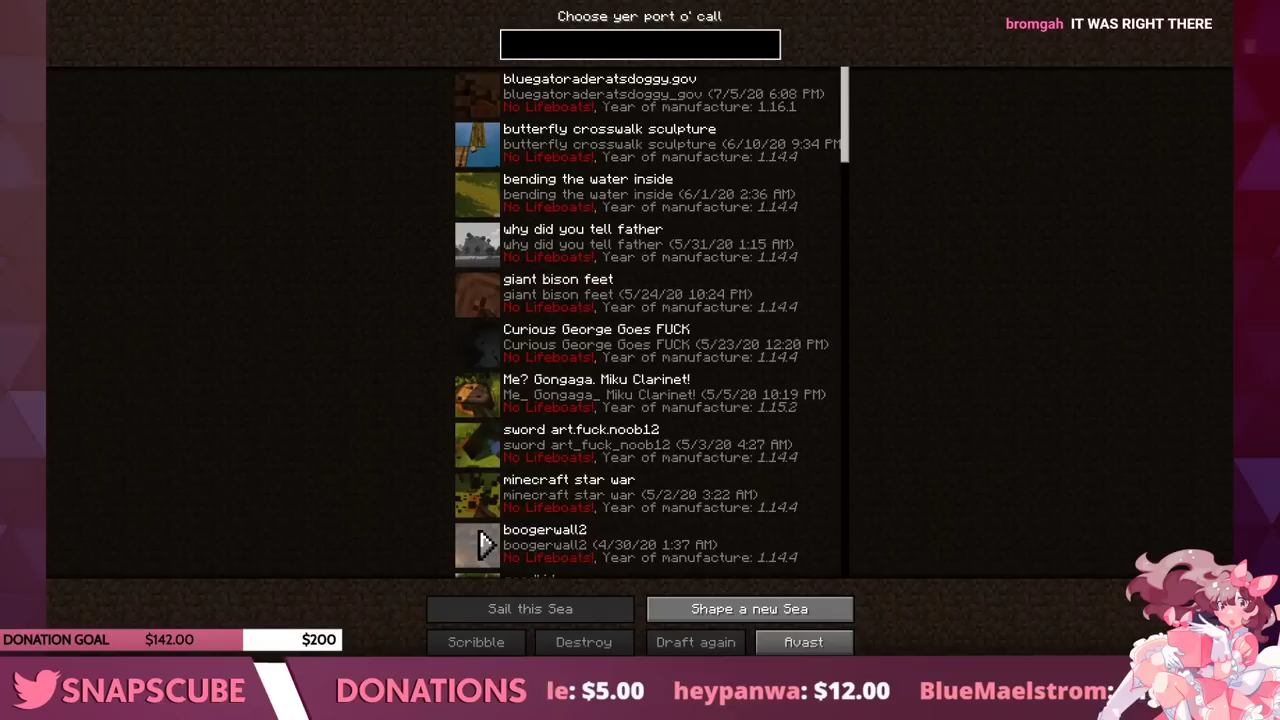 Choose yer port o' call
bromgah IT WAS RIGHT THERE
bluegatoraderatsdoggy.gov
bluegatoraderatsdoggy_gov (7/5/20 6:08 PM)
No Lifeboats!, Year of manufacture: 1.16.1
butterfly crosswalk sculpture
butterfly crosswalk sculpture (6/10/20 9:34 PM
No Lifeboats!, Year of manufacture: 1.14.4
bending the water inside
bending the water inside (6/1/20 2:36 AM)
No Lifeboats!, Year of manufacture: 1.14.4
why did you tell father
why did you tell father (5/31/20 1:15 AM)
No Lifeboats!, Year of manufacture: 1.14.4
giant bison feet
giant bison feet (5/24/20 10:24 PM)
No Lifeboats!, Year of manufacture: 1.14.4
Curious George Goes FUCK
Curious George Goes FUCK (5/23/20 12:20 PM)
No Lifeboats!, Year of manufacture: 1.14.4
Me? Gongaga. Miku Clarinet!
Me_ Gongaga_ Miku Clarinet! (5/5/20 10:19 PM)
No Lifeboats!, Year of manufacture: 1.15.2
sword art.fuck.noob12
sword art_fuck_noob12 (5/3/20 4:27 AM)
No Lifeboats!, Year of manufacture: 1.14.4
minecraft star war
minecraft star war (5/2/20 3:22 AM)
No Lifeboats!, Year of manufacture: 1.14.4
boogerwall2
boogerwall2 (4/30/20 1:37 AM)
No Lifeboats!, Year of manufacture: 1.14.4
Sail this Sea
Shape a new Sea
Scribble
Destroy
Draft again
Avast
DONATION GOAL $142.00 $200
SNAPSCUBE
DONATIONS
le: $5.00 heypanwa: $12.00 BlueMaelstrom: